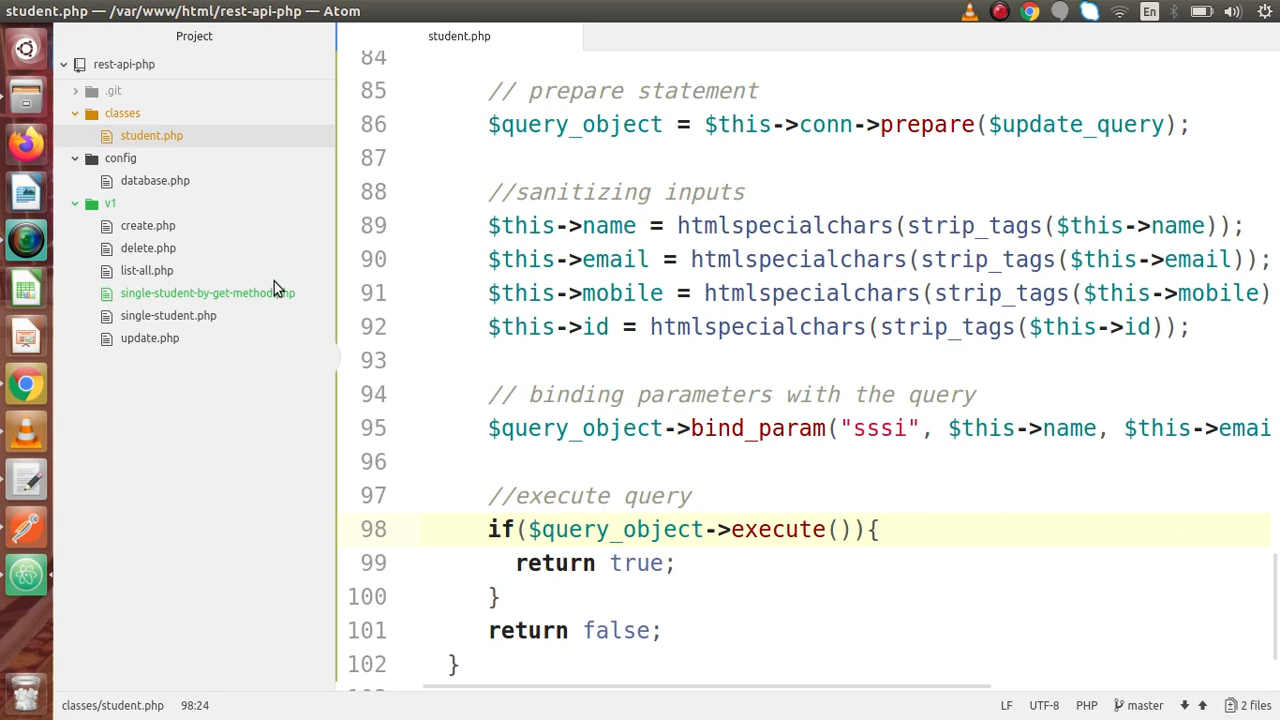 student.php — /var/www/html/rest-api-php — Atom
En
Project
student.php
rest-api-php
.git
classes
student.php
config
database.php
v1
create.php
delete.php
list-all.php
single-student-by-get-method.php
single-student.php
update.php
84
85 // prepare statement
86 $query_object = $this->conn->prepare($update_query);
87
88 //sanitizing inputs
89 $this->name = htmlspecialchars(strip_tags($this->name));
90 $this->email = htmlspecialchars(strip_tags($this->email));
91 $this->mobile = htmlspecialchars(strip_tags($this->mobile)
92 $this->id = htmlspecialchars(strip_tags($this->id));
93
94 // binding parameters with the query
95 $query_object->bind_param("sssi", $this->name, $this->emai
96
97 //execute query
98 if($query_object->execute()){
99 return true;
100 }
101 return false;
102 }
classes/student.php 98:24 LF UTF-8 PHP master 2 files